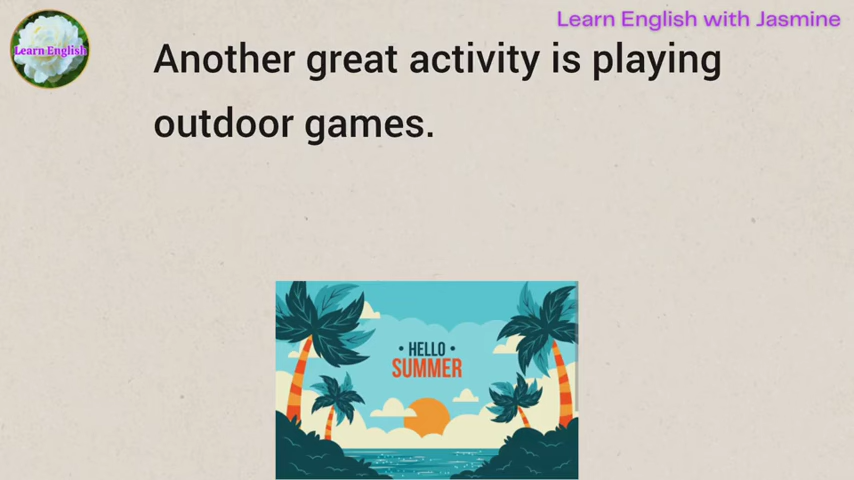 Learn English with Jasmine
Learn English
Another great activity is playing
outdoor games.
• HELLO •
SUMMER